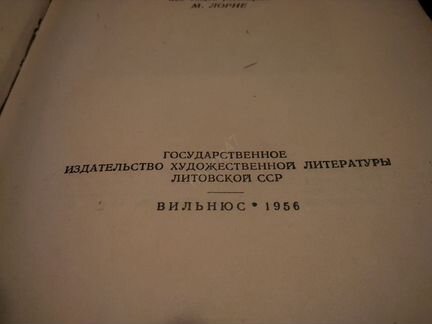 М. ЛОРИЕ
ГОСУДАРСТВЕННОЕ
ИЗДАТЕЛЬСТВО ХУДОЖЕСТВЕННОЙ ЛИТЕРАТУРЫ
ЛИТОВСКОЙ ССР
ВИЛЬНЮС * 1956